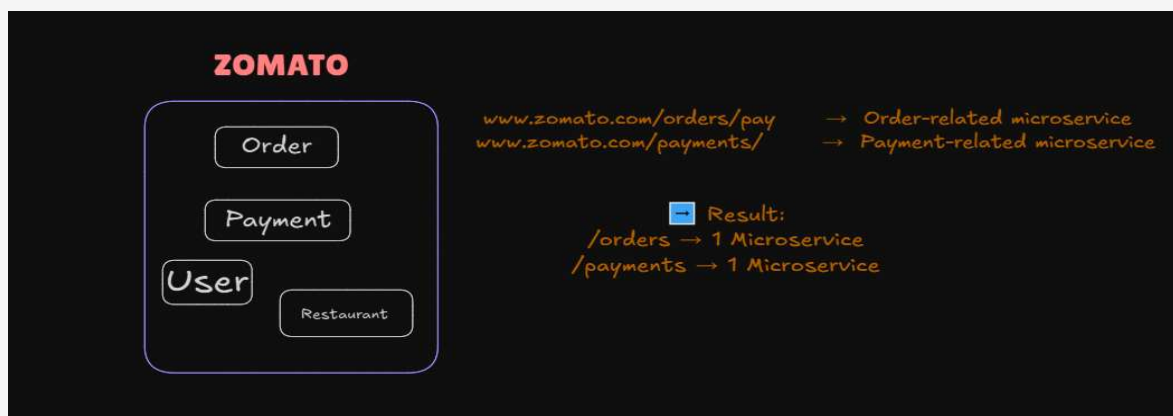 ZOMATO
Order
Payment
User
Restaurant
www.zomato.com/orders/pay → Order-related microservice
www.zomato.com/payments/ → Payment-related microservice
➡ Result:
/orders → 1 Microservice
/payments → 1 Microservice